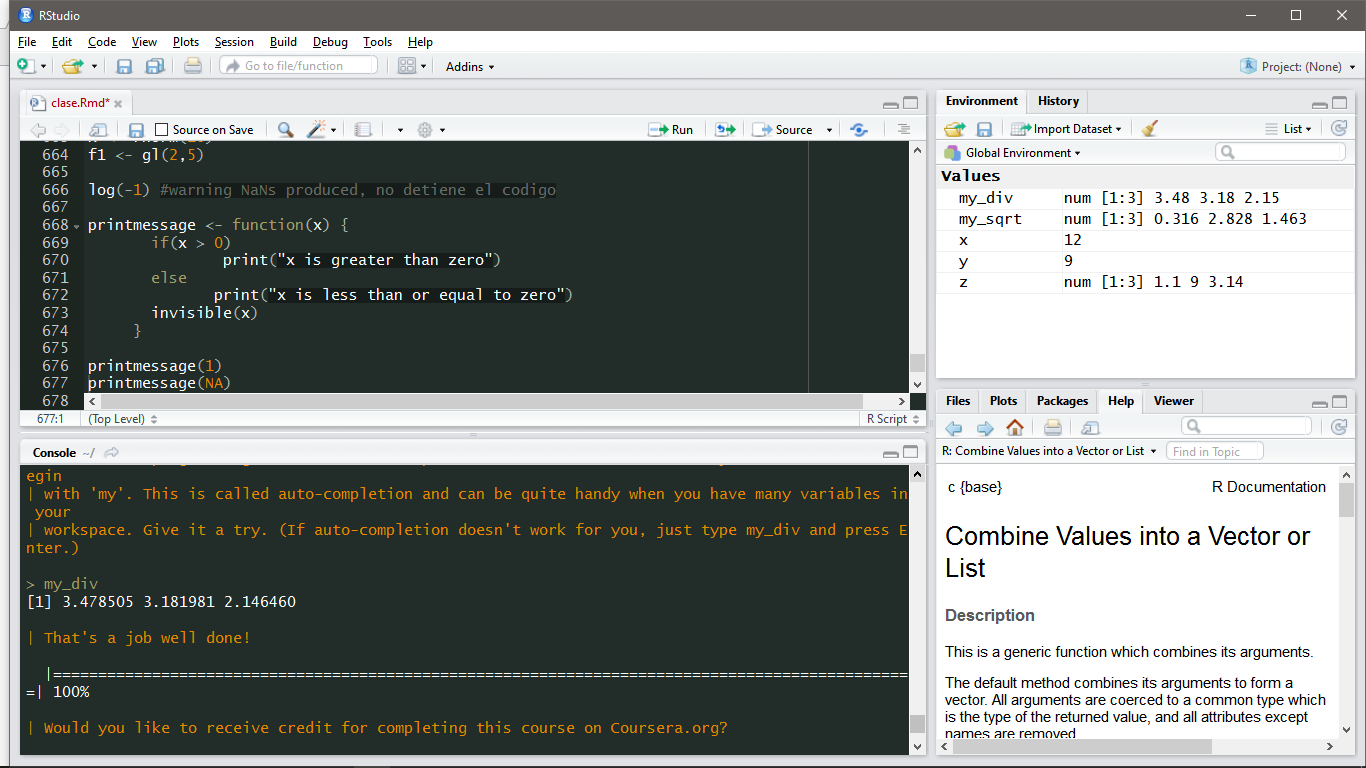 RStudio
File Edit Code View Plots Session Build Debug Tools Help
Go to file/function Addins Project: (None)
clase.Rmd*
Source on Save Run Source
664 f1 <- gl(2,5)
665
666 log(-1) #warning NaNs produced, no detiene el codigo
667
668 printmessage <- function(x) {
669 if(x > 0)
670 print("x is greater than zero")
671 else
672 print("x is less than or equal to zero")
673 invisible(x)
674 }
675
676 printmessage(1)
677 printmessage(NA)
678
677:1 (Top Level) R Script
Console ~/
egin
| with 'my'. This is called auto-completion and can be quite handy when you have many variables in
your
| workspace. Give it a try. (If auto-completion doesn't work for you, just type my_div and press E
nter.)
> my_div
[1] 3.478505 3.181981 2.146460
| That's a job well done!
|================================================================================================
=| 100%
| Would you like to receive credit for completing this course on Coursera.org?
Environment History
Import Dataset List
Global Environment
Values
my_div num [1:3] 3.48 3.18 2.15
my_sqrt num [1:3] 0.316 2.828 1.463
x 12
y 9
z num [1:3] 1.1 9 3.14
Files Plots Packages Help Viewer
R: Combine Values into a Vector or List Find in Topic
c {base} R Documentation
Combine Values into a Vector or
List
Description
This is a generic function which combines its arguments.
The default method combines its arguments to form a
vector. All arguments are coerced to a common type which
is the type of the returned value, and all attributes except
names are removed